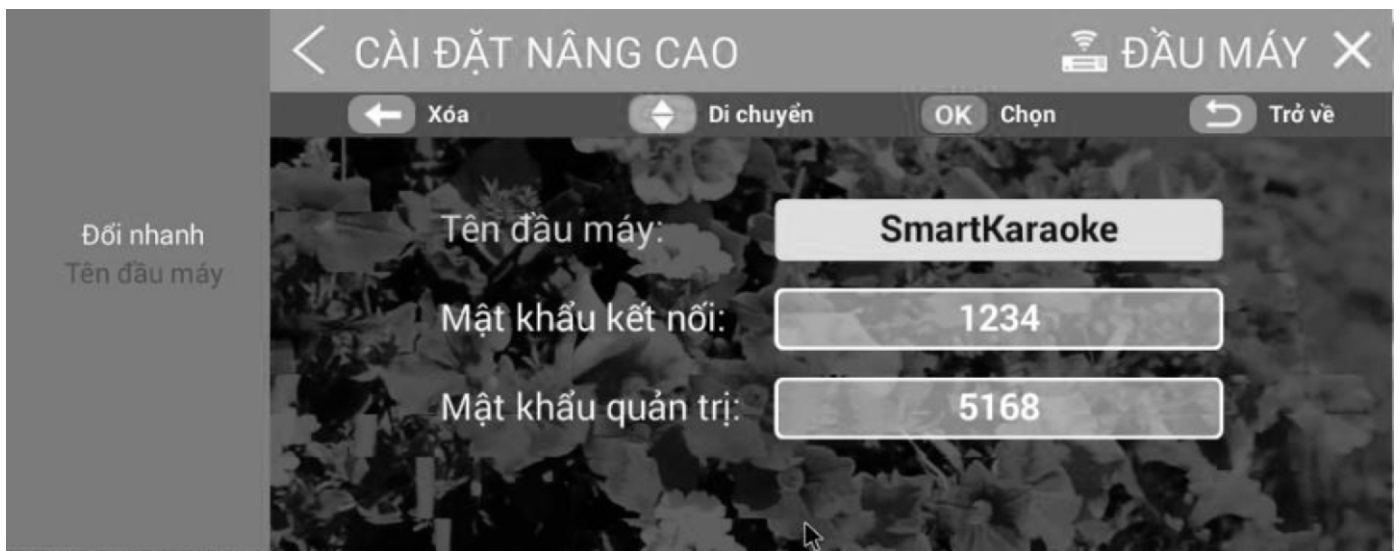 CÀI ĐẶT NÂNG CAO
ĐẦU MÁY
Xóa
Di chuyển
OK Chọn
Trở về
Đổi nhanh
Tên đầu máy
Tên đầu máy: SmartKaraoke
Mật khẩu kết nối: 1234
Mật khẩu quản trị: 5168